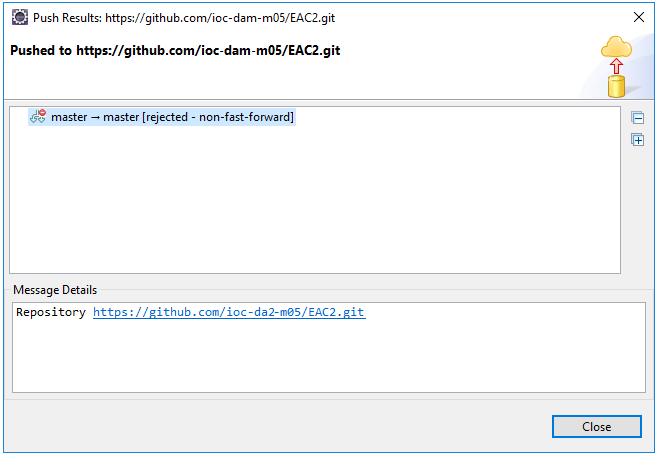 Push Results: https://github.com/ioc-dam-m05/EAC2.git
Pushed to https://github.com/ioc-dam-m05/EAC2.git
master → master [rejected - non-fast-forward]
Message Details
Repository https://github.com/ioc-da2-m05/EAC2.git
Close